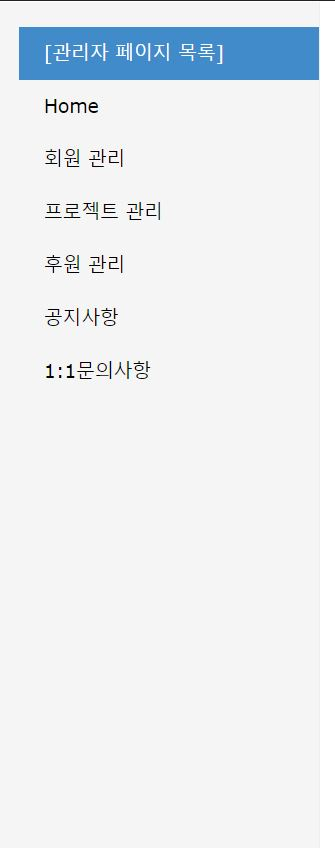 [관리자 페이지 목록]
Home
회원 관리
프로젝트 관리
후원 관리
공지사항
1:1문의사항